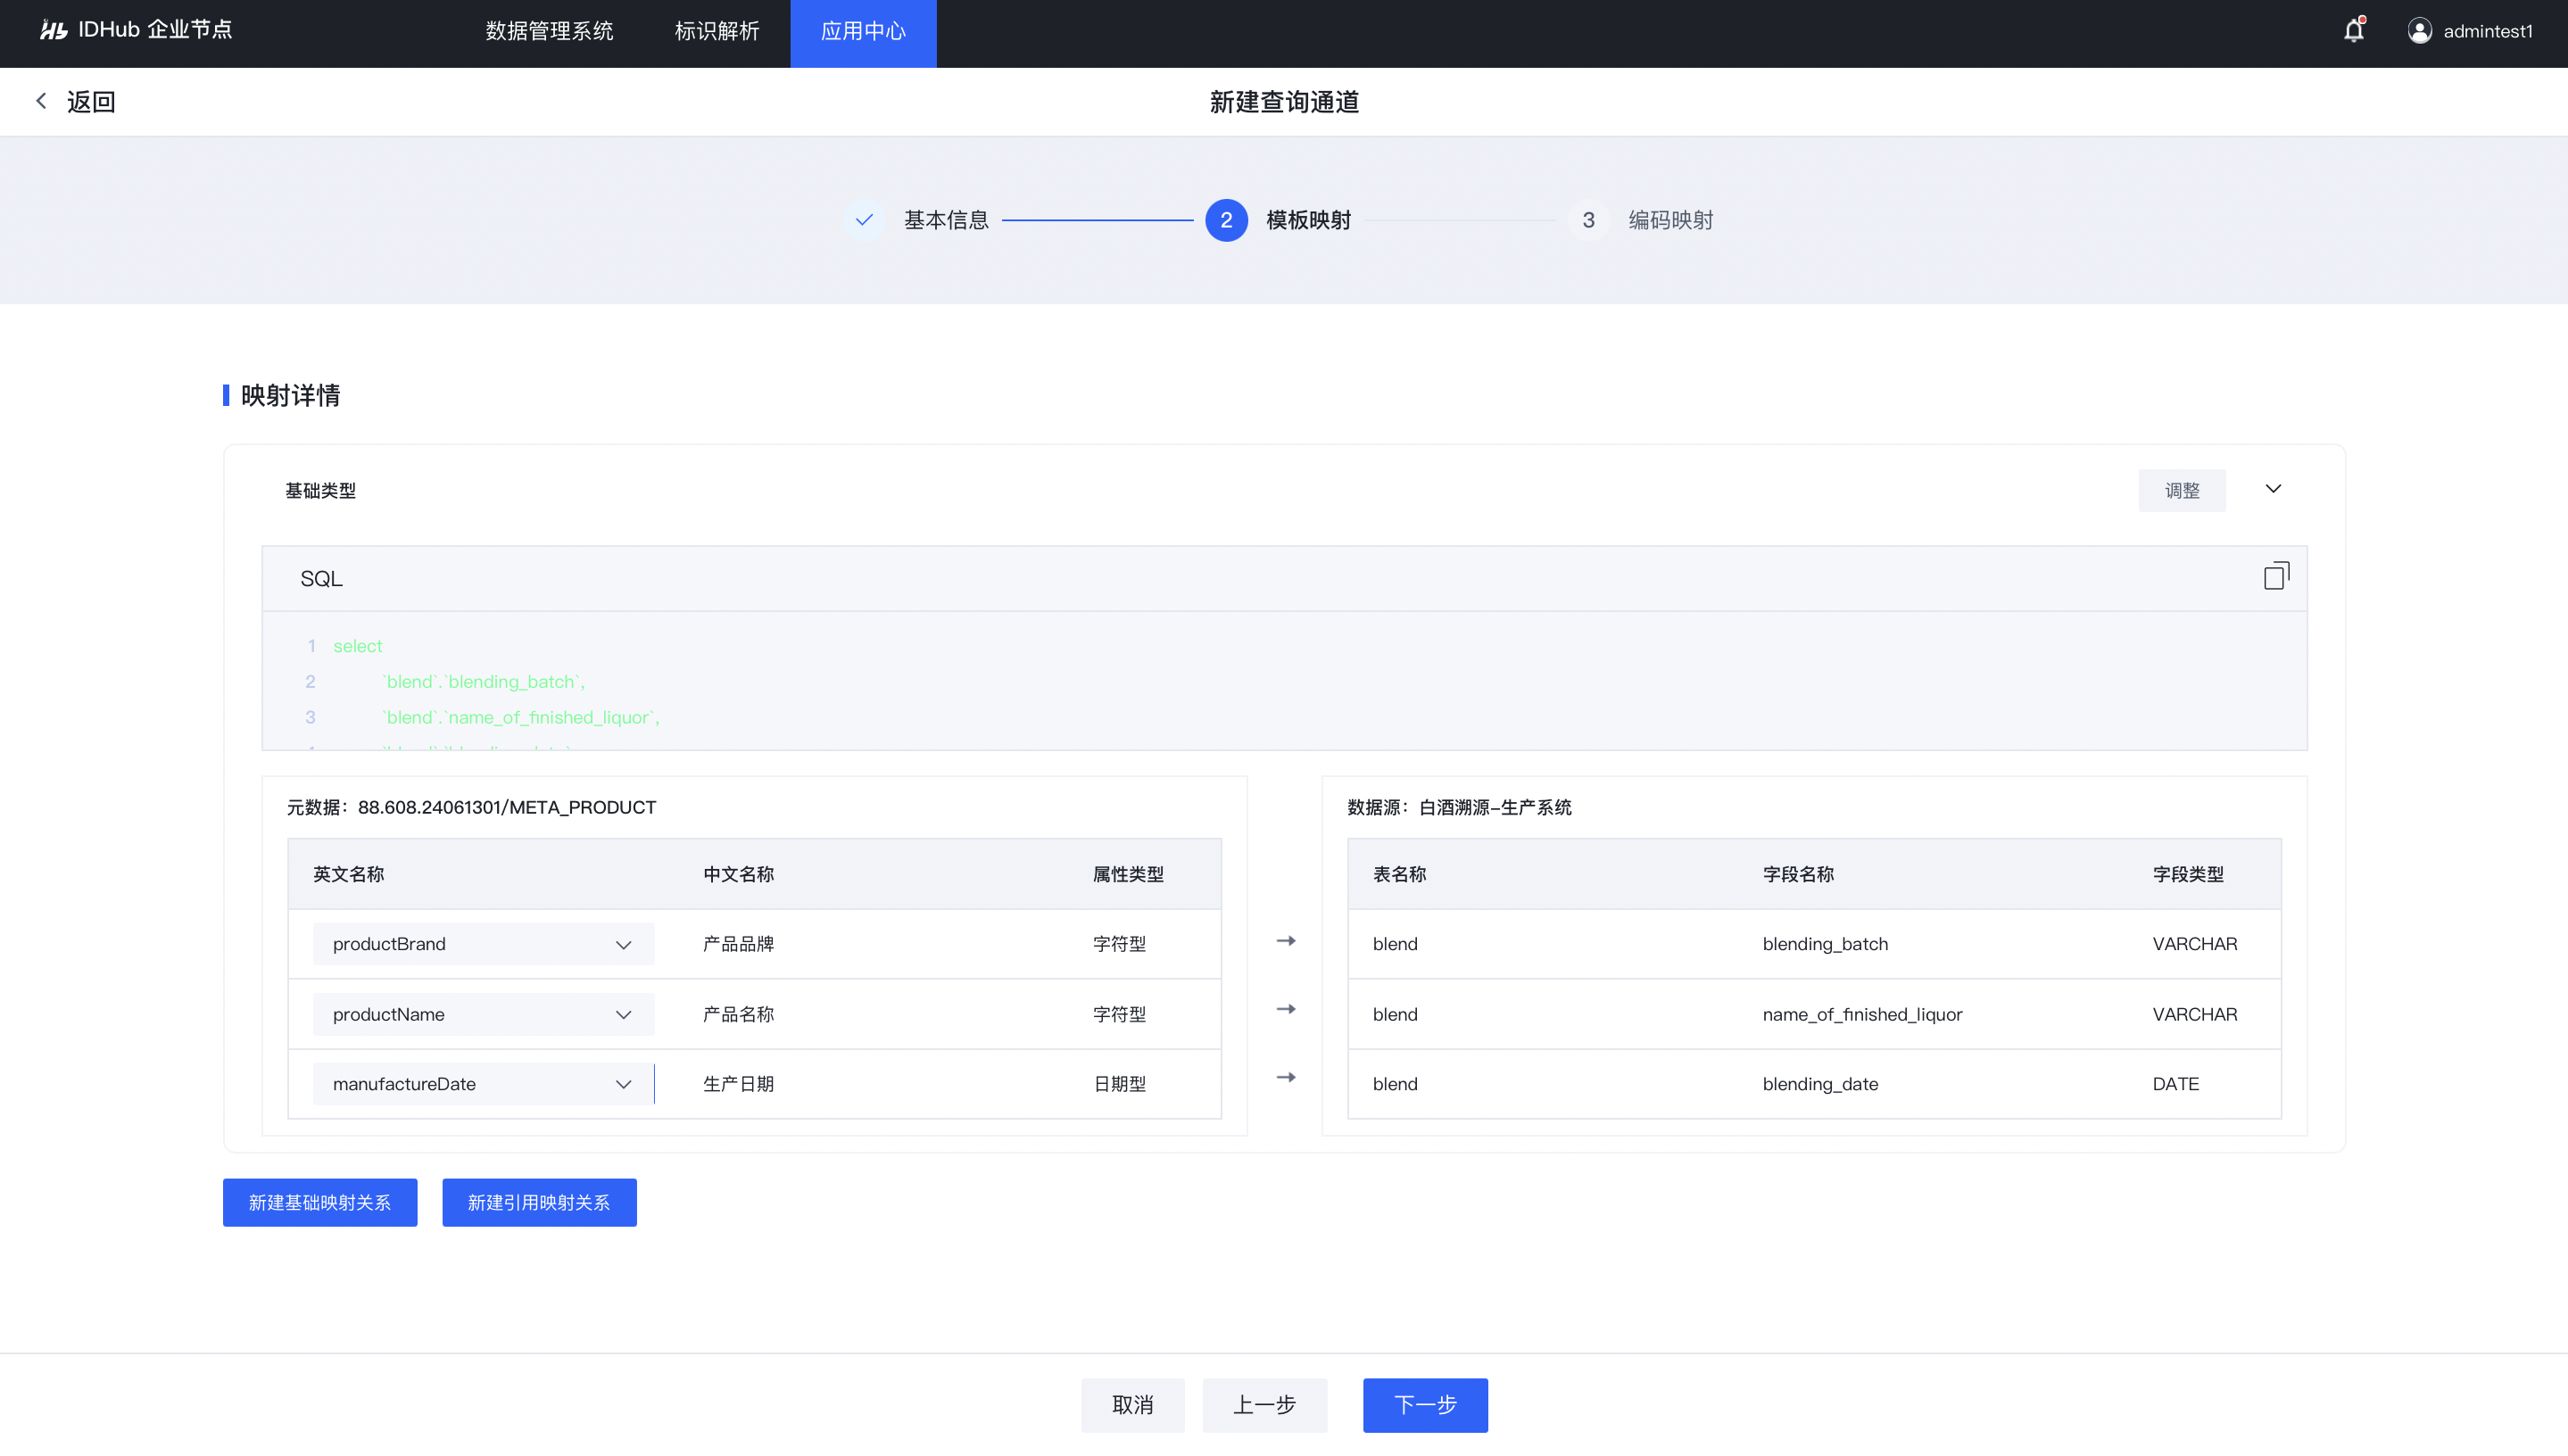 IDHub 企业节点
数据管理系统
标识解析
应用中心
admintest1
返回
新建查询通道
基本信息
2 模板映射
3 编码映射
映射详情
基础类型
调整
SQL
1 select
2 `blend`.`blending_batch`,
3 `blend`.`name_of_finished_liquor`,
元数据：88.608.24061301/META_PRODUCT
英文名称 中文名称 属性类型
productBrand 产品品牌 字符型
productName 产品名称 字符型
manufactureDate 生产日期 日期型
数据源：白酒溯源-生产系统
表名称 字段名称 字段类型
blend blending_batch VARCHAR
blend name_of_finished_liquor VARCHAR
blend blending_date DATE
新建基础映射关系
新建引用映射关系
取消
上一步
下一步